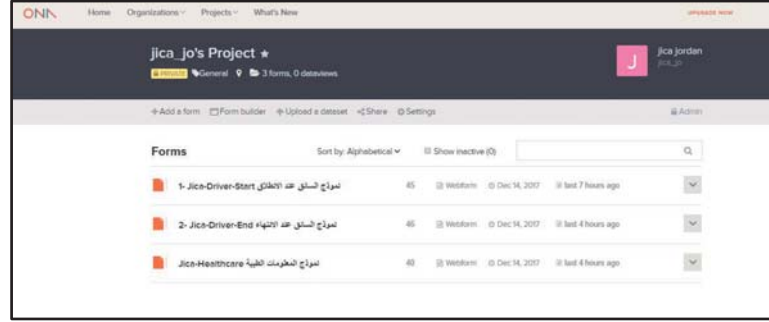 ONA Home Organizations Projects What's New UPGRADE NOW
jica_jo's Project ★ J jica jordan
PRIVATE General 3 forms, 0 dataviews jica_jo
Add a form Form builder Upload a dataset Share Settings Admin
Forms Sort by: Alphabetical Show inactive (0)
1- Jica-Driver-Start نموذج السائق عند الانطلاق 45 Webform Dec 14, 2017 last 7 hours ago
2- Jica-Driver-End نموذج السائق عند الانتهاء 46 Webform Dec 14, 2017 last 4 hours ago
Jica-Healthcare نموذج المعلومات الطبية 40 Webform Dec 14, 2017 last 4 hours ago